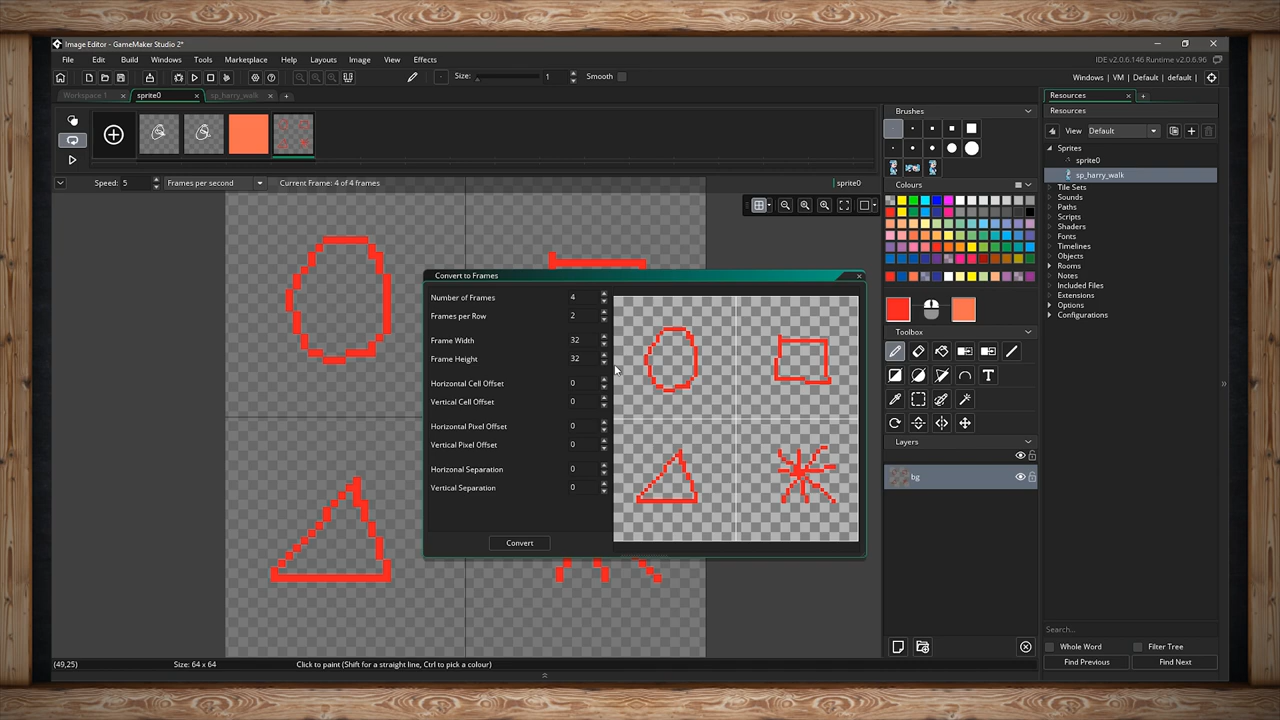 Image Editor - GameMaker Studio 2*
File Edit Build Windows Tools Marketplace Help Layouts Image View Effects
IDE v2.0.6.146 Runtime v2.0.6.96
Size: 1 Smooth
Windows | VM | Default | default |
Workspace 1 sprite0 sp_harry_walk
Resources
Brushes
Resources
View Default
Sprites
sprite0
sp_harry_walk
Tile Sets
Sounds
Paths
Scripts
Shaders
Fonts
Timelines
Objects
Rooms
Notes
Included Files
Extensions
Options
Configurations
Speed: 5 Frames per second Current Frame: 4 of 4 frames sprite0
Colours
Convert to Frames
Number of Frames 4
Frames per Row 2
Frame Width 32
Frame Height 32
Horizontal Cell Offset 0
Vertical Cell Offset 0
Horizontal Pixel Offset 0
Vertical Pixel Offset 0
Horizonal Separation 0
Vertical Separation 0
Convert
Toolbox
T
Layers
bg
Search...
Whole Word Filter Tree
Find Previous Find Next
(49,25) Size: 64 x 64 Click to paint (Shift for a straight line, Ctrl to pick a colour)